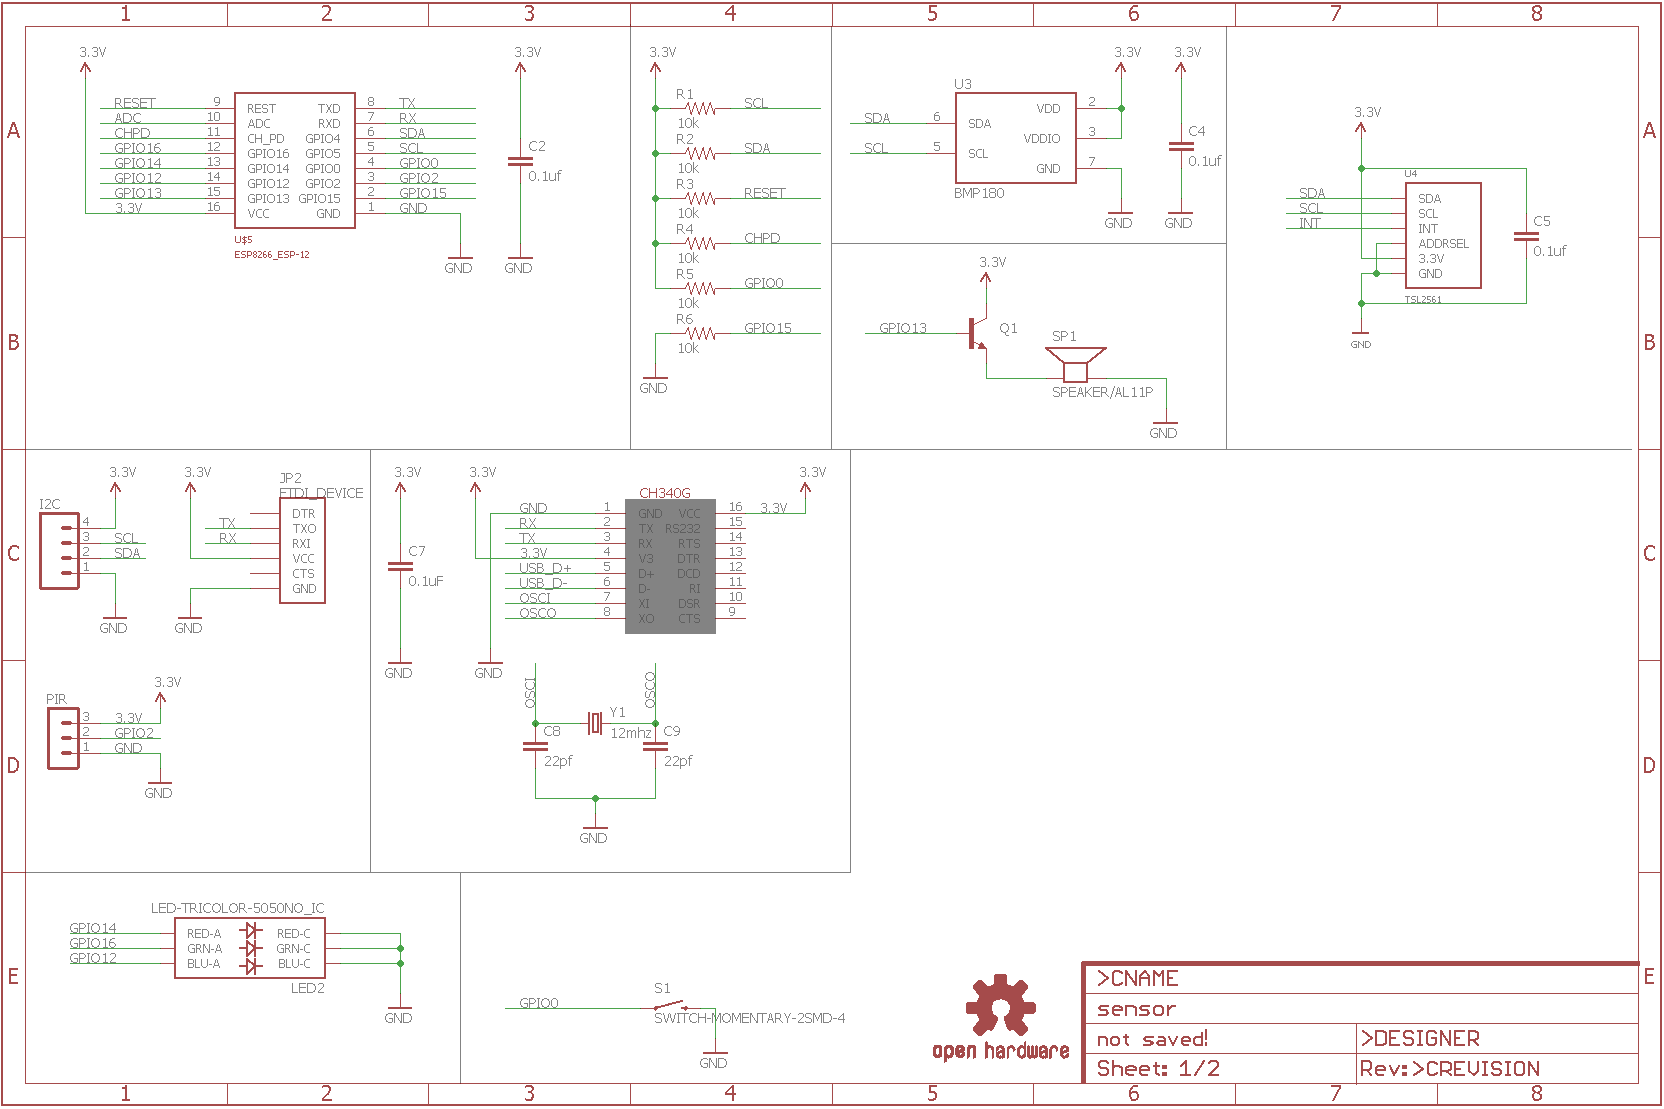 1 2 3 4 5 6 7 8
A
B
C
D
E
A
B
C
D
E
3.3V
RESET 9 REST TXD 8 TX
ADC 10 ADC RXD 7 RX
CHPD 11 CH_PD GPIO4 6 SDA
GPIO16 12 GPIO16 GPIO5 5 SCL
GPIO14 13 GPIO14 GPIO0 4 GPIO0
GPIO12 14 GPIO12 GPIO2 3 GPIO2
GPIO13 15 GPIO13 GPIO15 2 GPIO15
3.3V 16 VCC GND 1 GND
U$5
ESP8266_ESP-12
GND
3.3V
C2
0.1uf
GND
3.3V
R1 SCL
10k
R2 SDA
10k
R3 RESET
10k
R4 CHPD
10k
R5 GPIO0
10k
R6 GPIO15
10k
GND
3.3V
U3
VDD 2
SDA 6 SDA
VDDIO 3
SCL 5 SCL
GND 7
BMP180
GND
3.3V
C4
0.1uf
GND
3.3V
GPIO13 Q1
SP1
SPEAKER/AL11P
GND
3.3V
U4
SDA SDA
SCL SCL
INT INT
ADDRSEL
3.3V
GND
TSL2561
C5
0.1uf
GND
3.3V
I2C
4
3 SCL
2 SDA
1
GND
3.3V
JP2
FTDI_DEVICE
DTR
TX TXO
RX RXI
VCC
CTS
GND
GND
3.3V
C7
0.1uF
GND
3.3V
3.3V
CH340G
GND 1 GND VCC 16 3.3V
RX 2 TX RS232 15
TX 3 RX RTS 14
3.3V 4 V3 DTR 13
USB_D+ 5 D+ DCD 12
USB_D- 6 D- RI 11
OSCI 7 XI DSR 10
OSCO 8 XO CTS 9
GND
OSCI OSCO
Y1
12mhz
C8 C9
22pf 22pf
GND
3.3V
PIR
3 3.3V
2 GPIO2
1 GND
GND
LED-TRICOLOR-5050NO_IC
GPIO14 RED-A RED-C
GPIO16 GRN-A GRN-C
GPIO12 BLU-A BLU-C
LED2
GND
S1
GPIO0
SWITCH-MOMENTARY-2SMD-4
GND
open hardware
>CNAME
sensor
not saved! >DESIGNER
Sheet: 1/2 Rev:>CREVISION
1 2 3 4 5 6 7 8